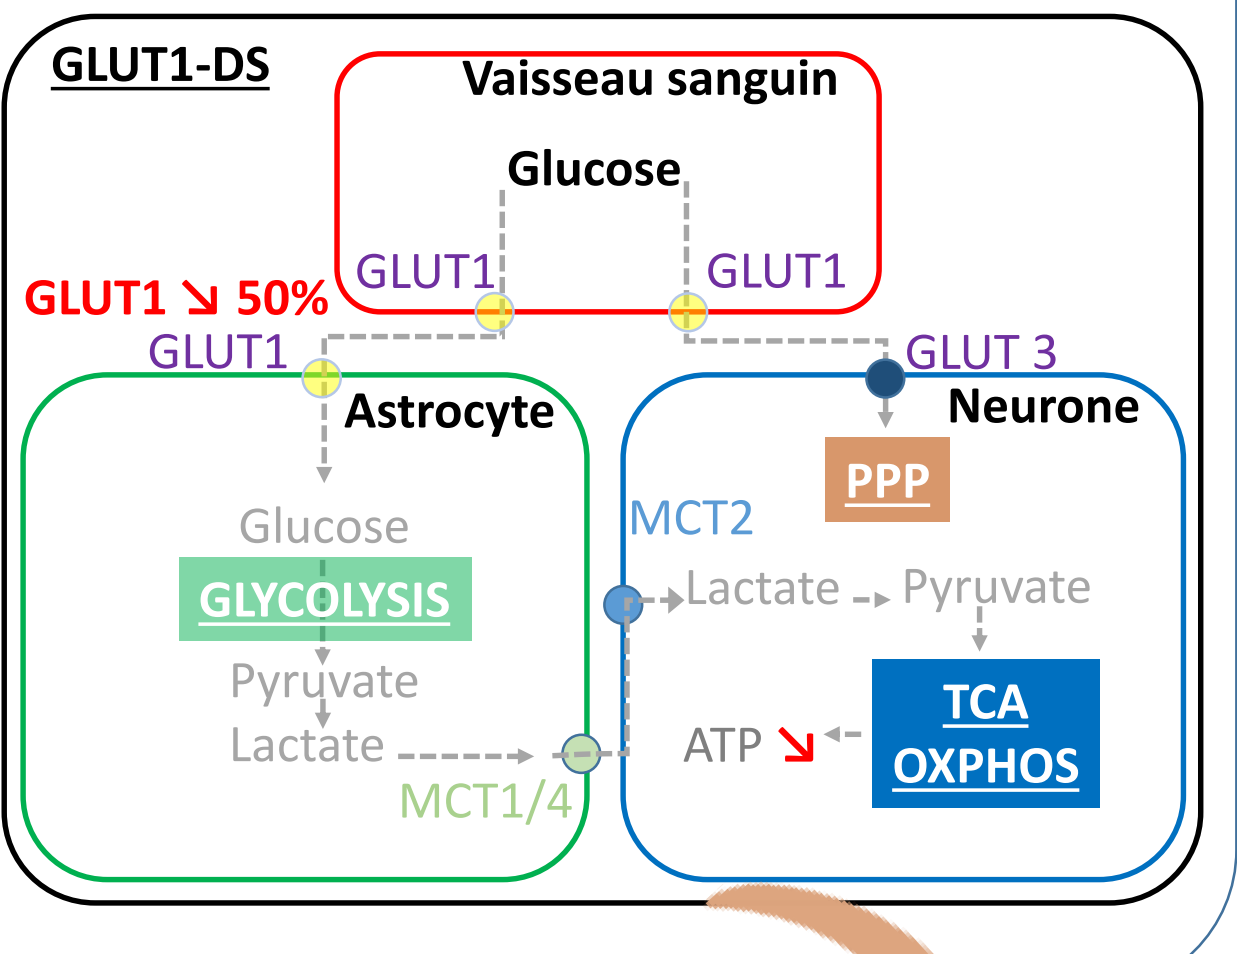 GLUT1-DS
Vaisseau sanguin
Glucose
GLUT1
GLUT1
GLUT1 ↘ 50%
GLUT1
GLUT 3
Astrocyte
Neurone
PPP
Glucose
MCT2
GLYCOLYSIS
Lactate
Pyruvate
Pyruvate
Lactate
TCA
OXPHOS
ATP ↘
MCT1/4